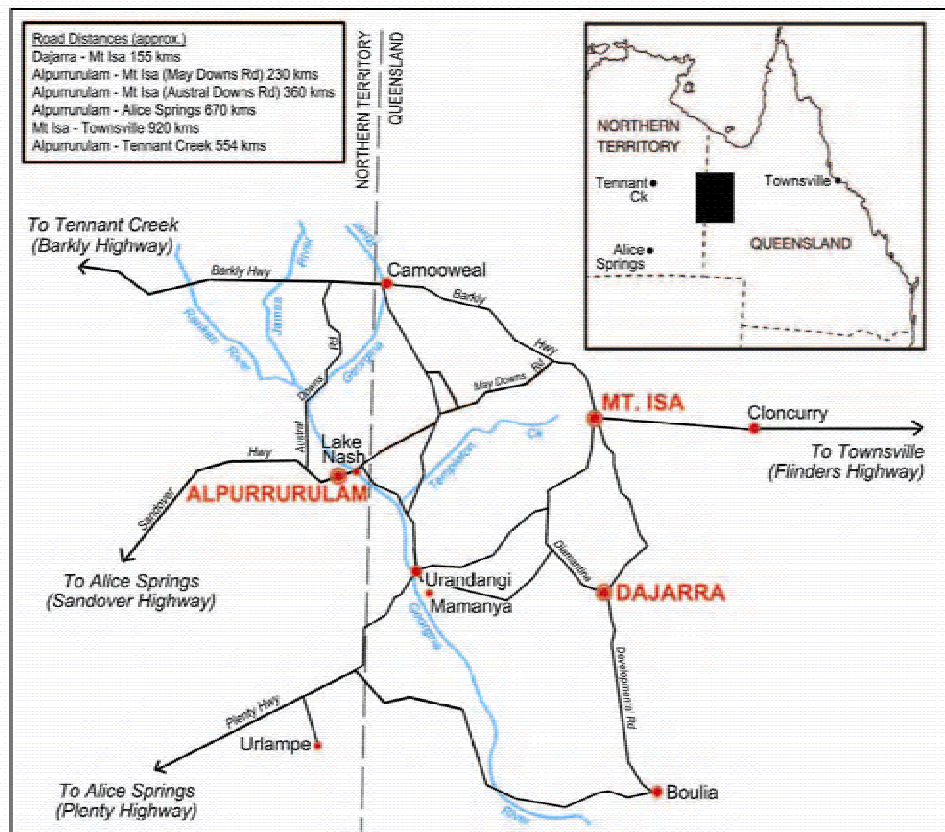 Road Distances (approx.)
Dajarra - Mt Isa 155 kms
Alpurrurulam - Mt Isa (May Downs Rd) 230 kms
Alpurrurulam - Mt Isa (Austral Downs Rd) 360 kms
Alpurrurulam - Alice Springs 670 kms
Mt Isa - Townsville 920 kms
Alpurrurulam - Tennant Creek 554 kms
NORTHERN TERRITORY
QUEENSLAND
NORTHERN
TERRITORY
Tennant
Ck
Townsville
Alice
Springs
QUEENSLAND
To Tennant Creek
(Barkly Highway)
Barkly Hwy
Camooweal
Barkly
Hwy
Ranken
River
James
River
Georgina
Austral
Downs
Rd
May Downs
Rd
MT. ISA
Cloncurry
To Townsville
(Flinders Highway)
Templeton
Ck
Lake
Nash
ALPURRURULAM
Hwy
Sandover
To Alice Springs
(Sandover Highway)
Urandangi
Mamanya
Diamantina
DAJARRA
Georgina
Developmental Rd
Plenty Hwy
Urlampe
To Alice Springs
(Plenty Highway)
Boulia
River